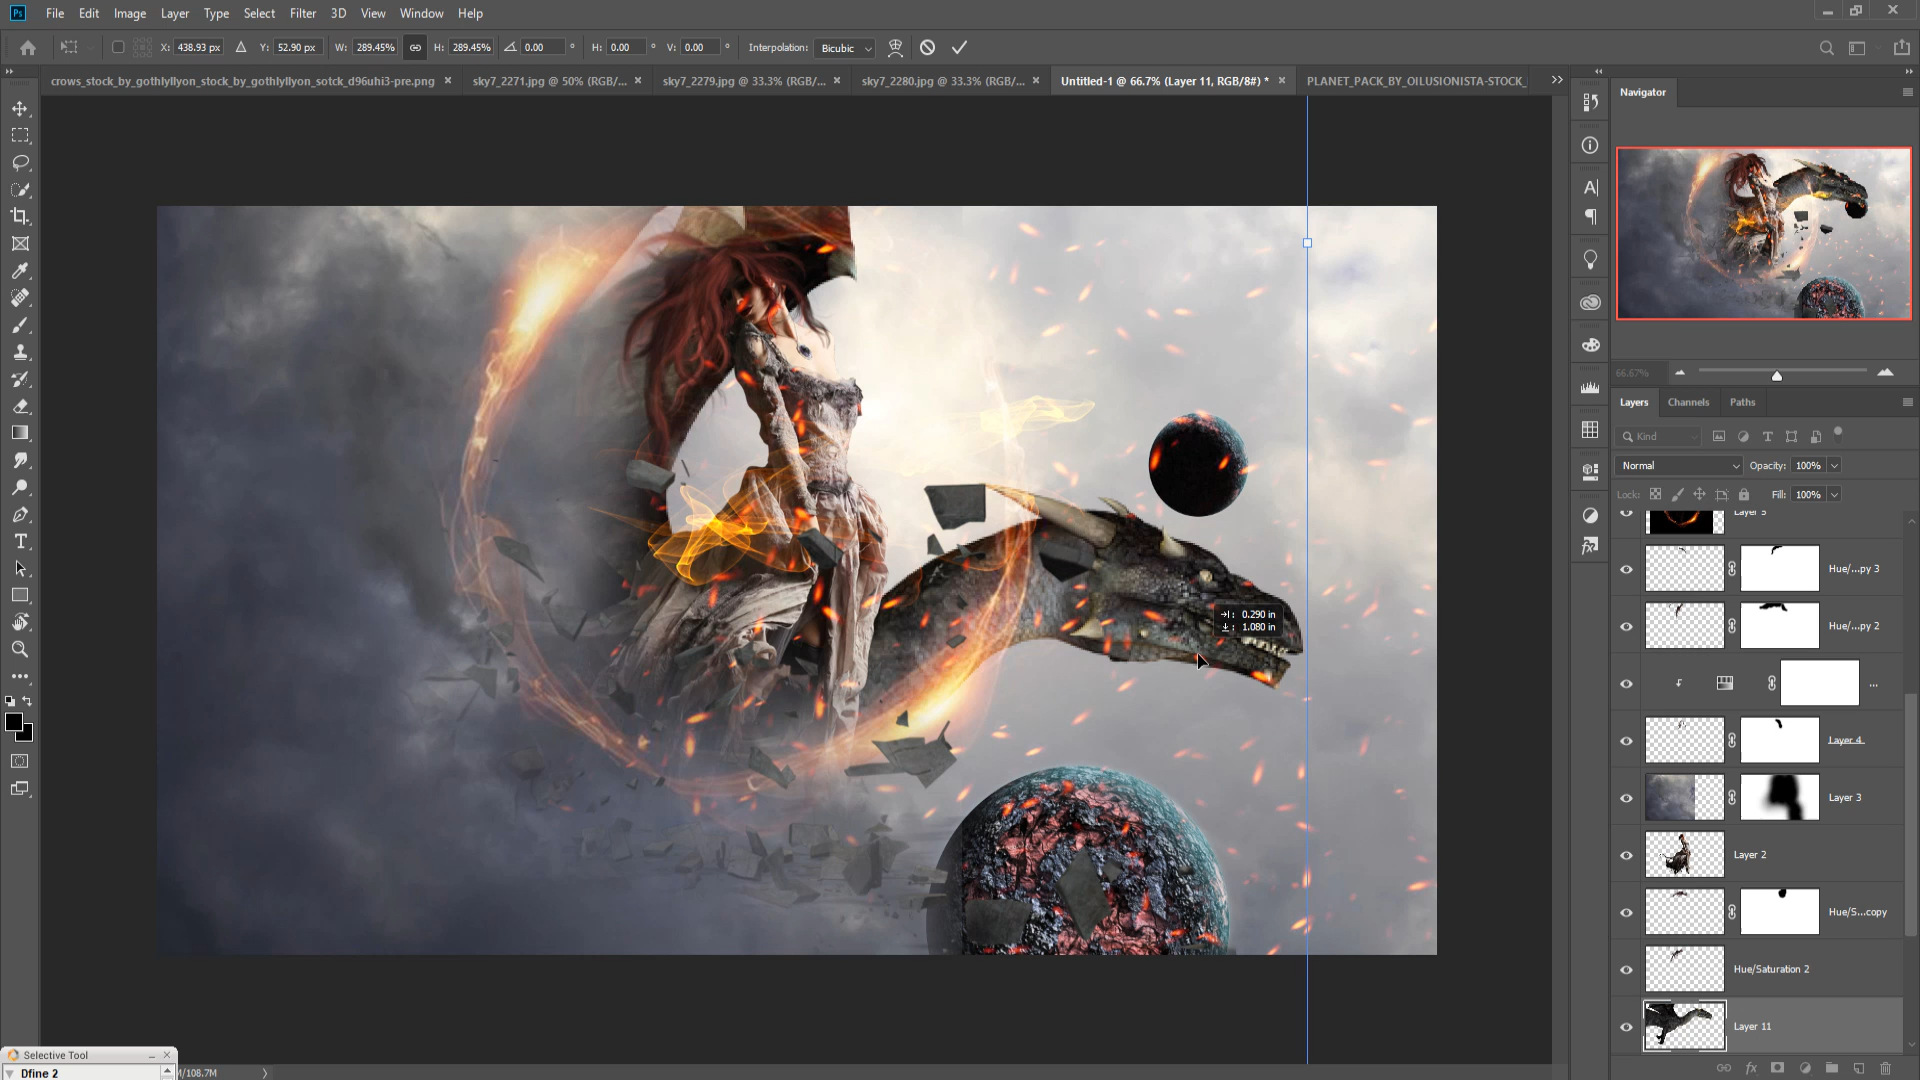 Ps File Edit Image Layer Type Select Filter 3D View Window Help
X: 438.93 px Y: 52.90 px W: 289.45% H: 289.45% 0.00 ° H: 0.00 ° V: 0.00 ° Interpolation: Bicubic
crows_stock_by_gothlyllyon_stock_by_gothlyllyon_sotck_d96uhi3-pre.png × sky7_2271.jpg @ 50% (RGB/... × sky7_2279.jpg @ 33.3% (RGB/... × sky7_2280.jpg @ 33.3% (RGB/... × Untitled-1 @ 66.7% (Layer 11, RGB/8#) * × PLANET_PACK_BY_OILUSIONISTA-STOCK_
Navigator
66.67%
Layers Channels Paths
Kind
Normal Opacity: 100%
Lock: Fill: 100%
Layer 5
Hue/...py 3
0.290 in
1.080 in
Hue/...py 2
...
Layer 4
Layer 3
Layer 2
Hue/S...copy
Hue/Saturation 2
Layer 11
Selective Tool
Dfine 2
/108.7M